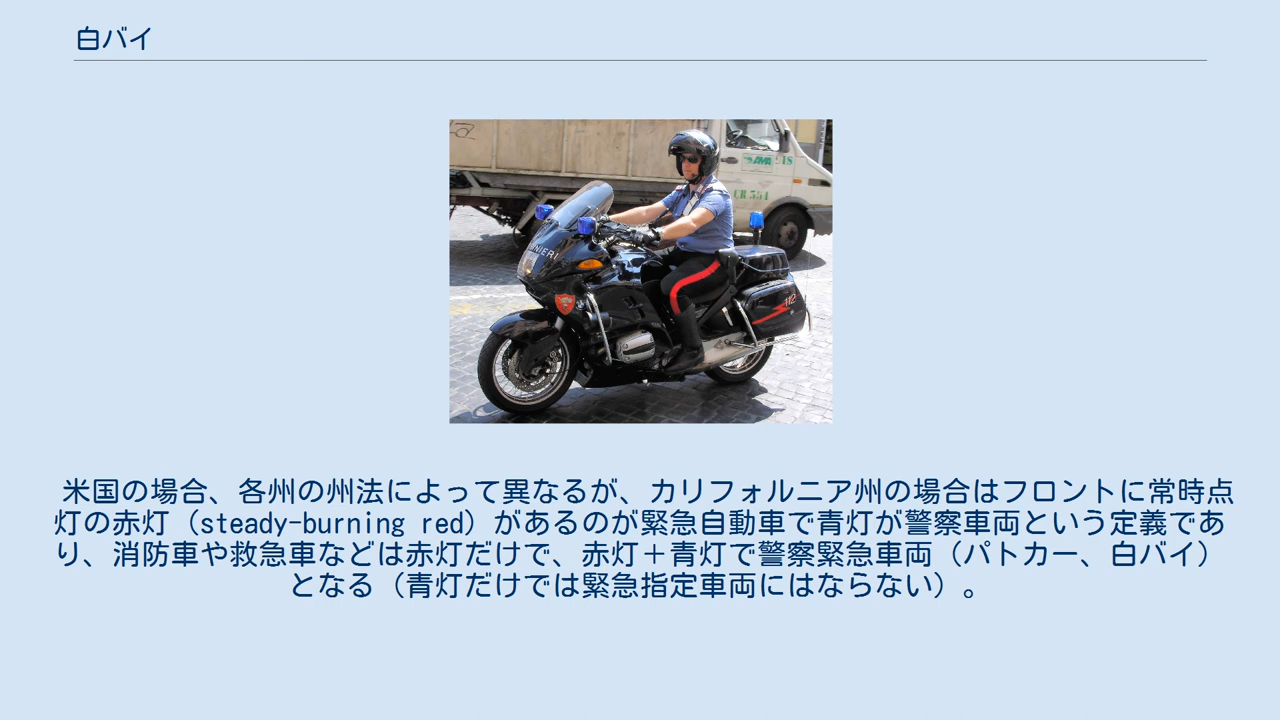 白バイ
SIVA
918
CR 551
NIERI
112
米国の場合、各州の州法によって異なるが、カリフォルニア州の場合はフロントに常時点
灯の赤灯（steady-burning red）があるのが緊急自動車で青灯が警察車両という定義であ
り、消防車や救急車などは赤灯だけで、赤灯＋青灯で警察緊急車両（パトカー、白バイ）
となる（青灯だけでは緊急指定車両にはならない）。